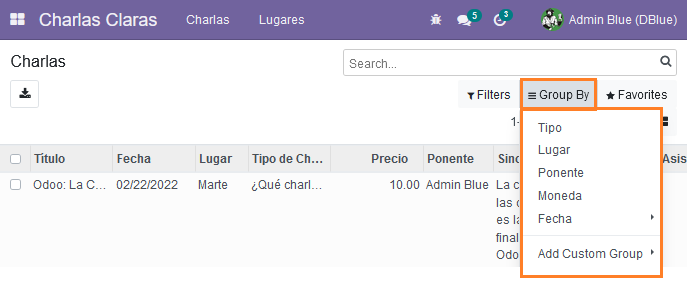 Charlas Claras Charlas Lugares 5 3 Admin Blue (DBlue)
Charlas
Search...
Filters Group By Favorites
1-
Tipo
Lugar
Ponente
Moneda
Fecha
Add Custom Group
Título Fecha Lugar Tipo de Ch... Precio Ponente Sino Asis
Odoo: La C... 02/22/2022 Marte ¿Qué charl... 10.00 Admin Blue La c
las c
es la
final
Odo